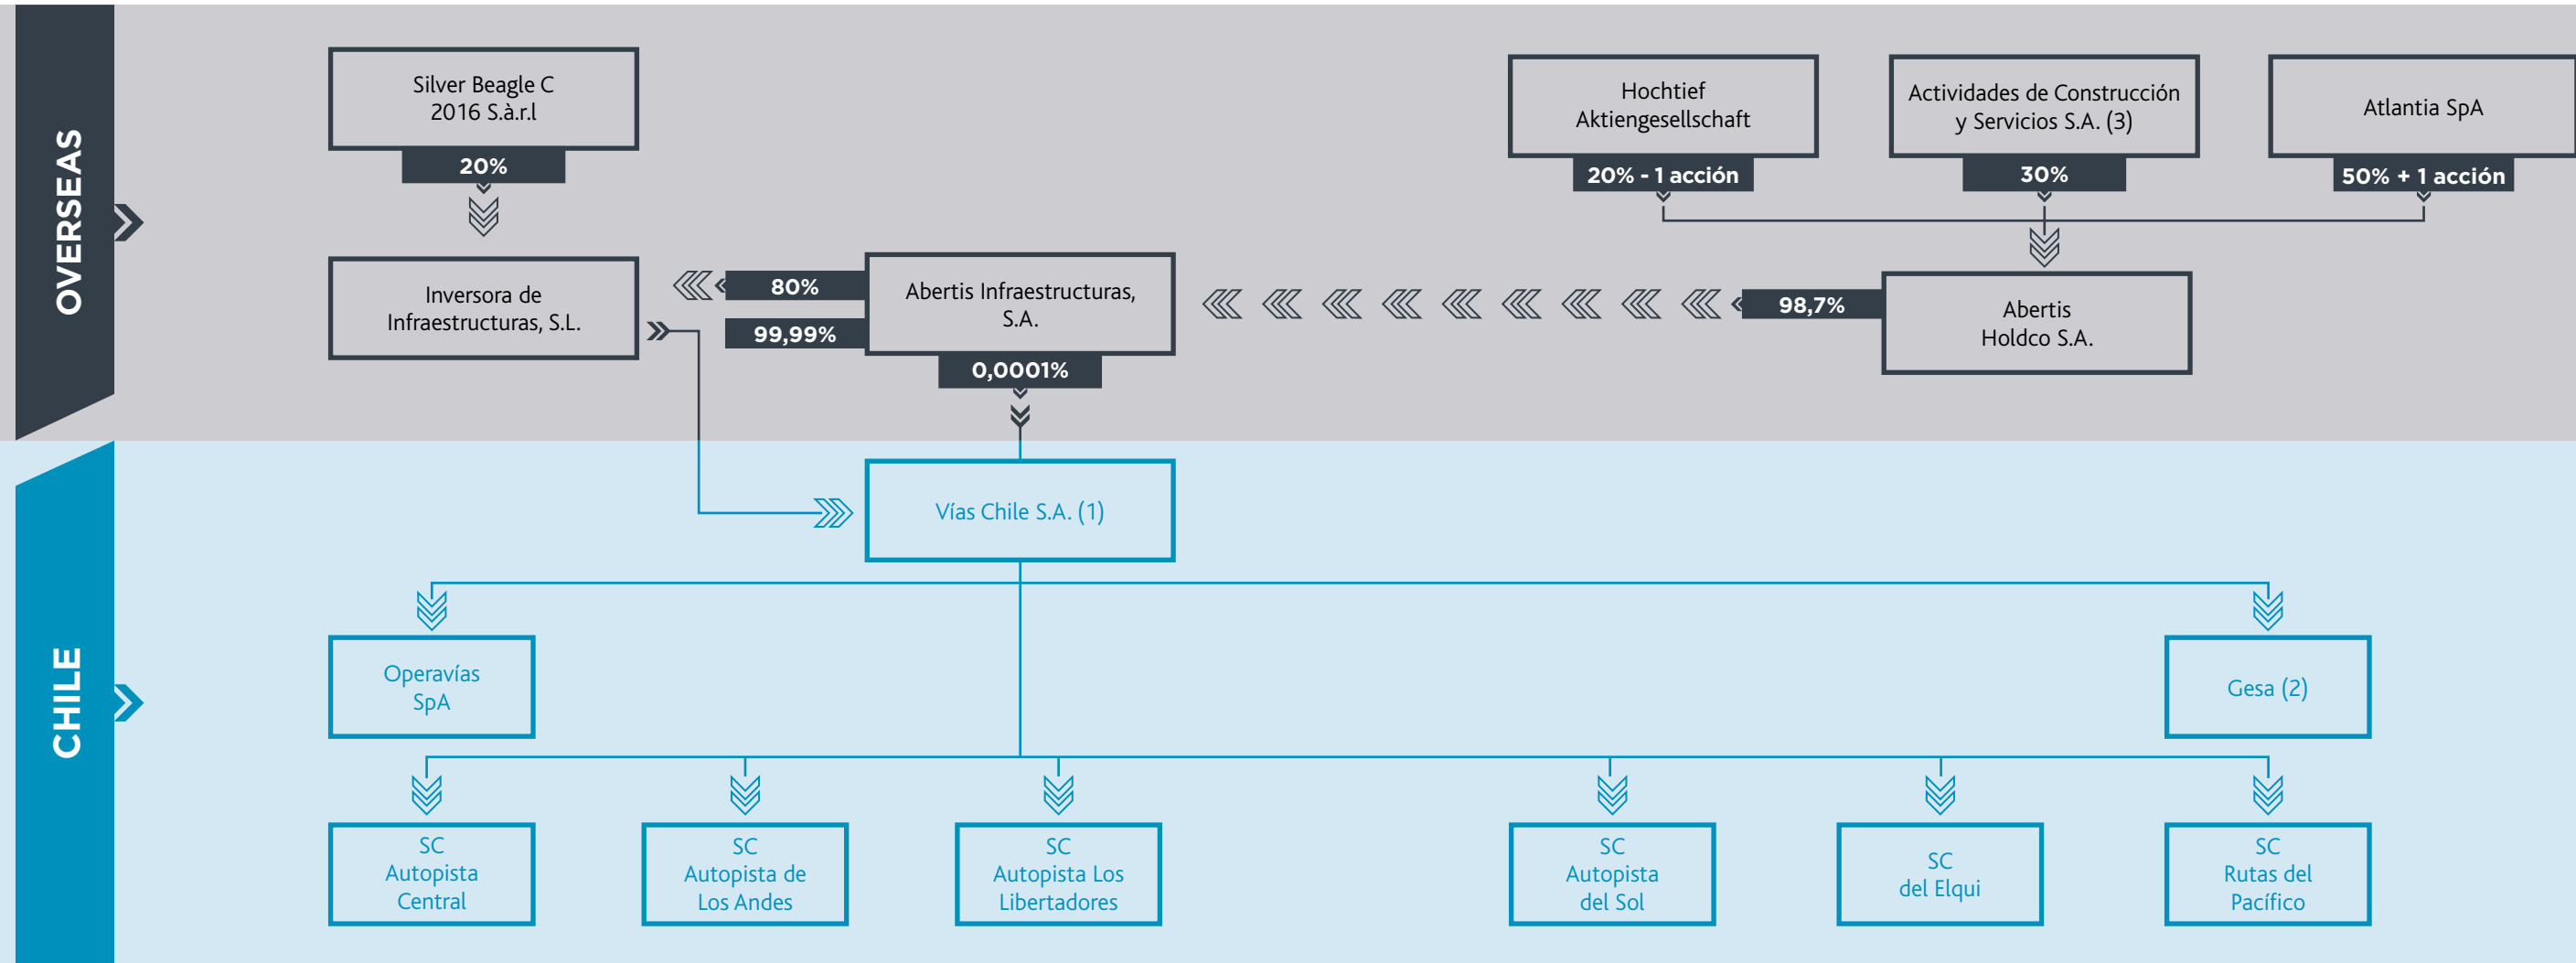 OVERSEAS
Silver Beagle C
2016 S.à.r.l
20%
Hochtief
Aktiengesellschaft
20% - 1 acción
Actividades de Construcción
y Servicios S.A. (3)
30%
Atlantia SpA
50% + 1 acción
Inversora de
Infraestructuras, S.L.
80%
99,99%
Abertis Infraestructuras,
S.A.
0,0001%
98,7%
Abertis
Holdco S.A.
CHILE
Vías Chile S.A. (1)
Operavías
SpA
Gesa (2)
SC
Autopista
Central
SC
Autopista de
Los Andes
SC
Autopista Los
Libertadores
SC
Autopista
del Sol
SC
del Elqui
SC
Rutas del
Pacífico